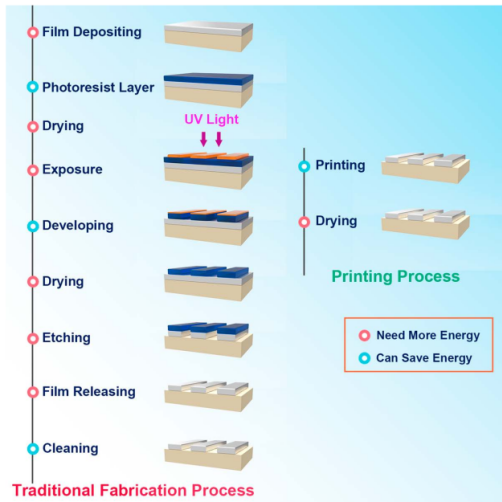 Film Depositing
Photoresist Layer
Drying
UV Light
Exposure
Developing
Drying
Etching
Film Releasing
Cleaning
Traditional Fabrication Process
Printing
Drying
Printing Process
Need More Energy
Can Save Energy